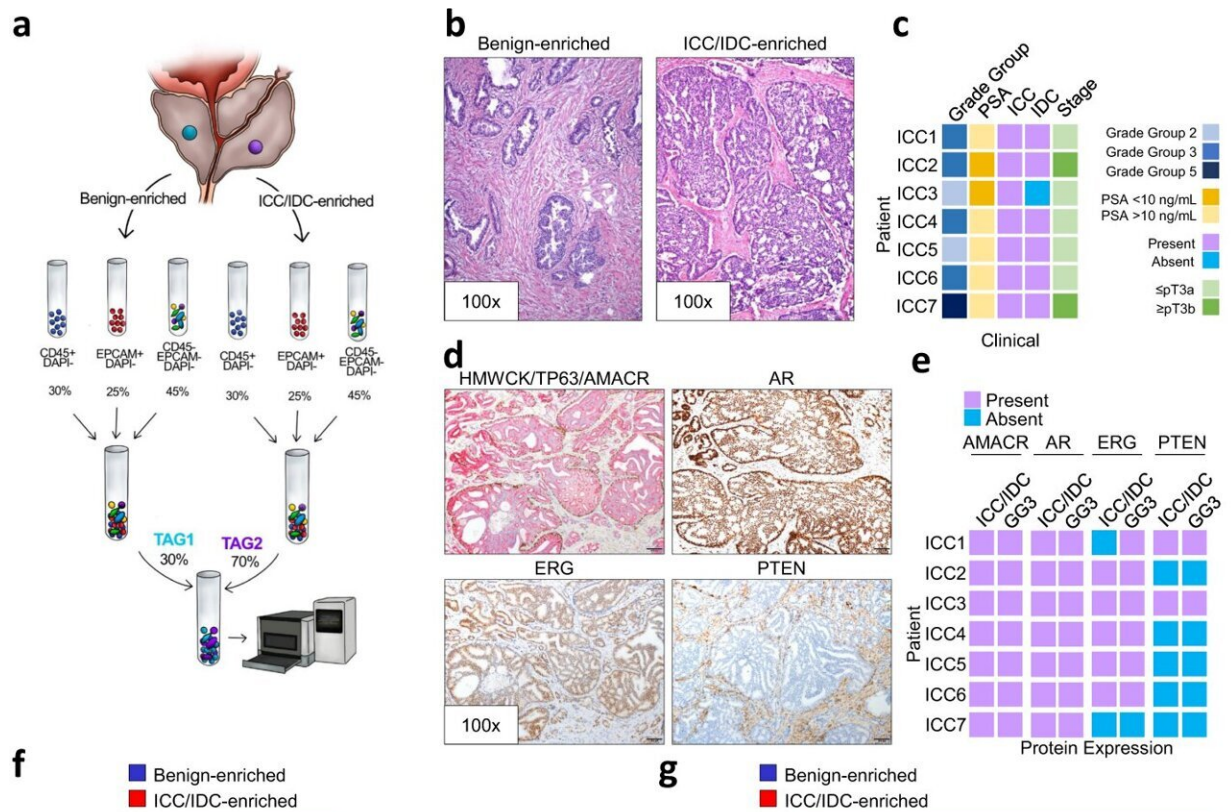 a
Benign-enriched
ICC/IDC-enriched
CD45+
DAPI-
EPCAM+
DAPI-
CD45-
EPCAM-
DAPI-
CD45+
DAPI-
EPCAM+
DAPI-
CD45-
EPCAM-
DAPI-
30%
25%
45%
30%
25%
45%
TAG1
30%
TAG2
70%
b
Benign-enriched
ICC/IDC-enriched
100x
100x
c
Grade Group
PSA
ICC
IDC
Stage
Patient
ICC1
ICC2
ICC3
ICC4
ICC5
ICC6
ICC7
Clinical
Grade Group 2
Grade Group 3
Grade Group 5
PSA <10 ng/mL
PSA >10 ng/mL
Present
Absent
≤pT3a
≥pT3b
d
HMWCK/TP63/AMACR
AR
ERG
PTEN
100x
e
Present
Absent
AMACR
AR
ERG
PTEN
ICC/IDC
GG3
ICC/IDC
GG3
ICC/IDC
GG3
ICC/IDC
GG3
Patient
ICC1
ICC2
ICC3
ICC4
ICC5
ICC6
ICC7
Protein Expression
f
Benign-enriched
ICC/IDC-enriched
g
Benign-enriched
ICC/IDC-enriched